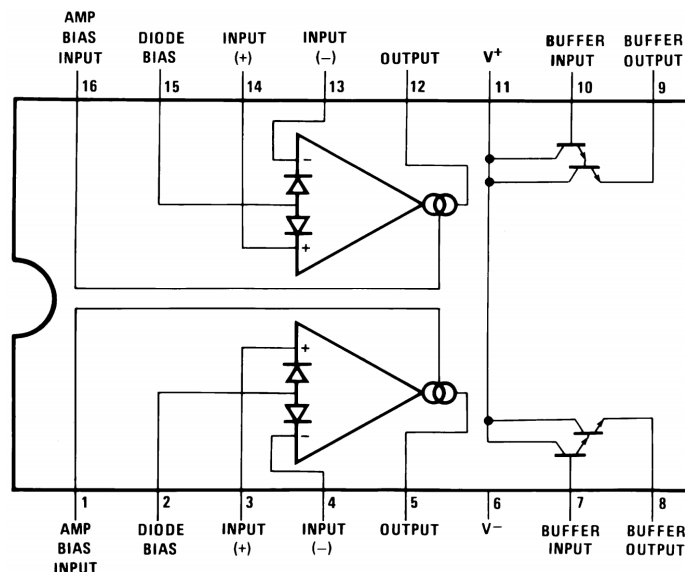 AMP
BIAS
INPUT
DIODE
BIAS
INPUT
(+)
INPUT
(−)
OUTPUT
V+
BUFFER
INPUT
BUFFER
OUTPUT
16 15 14 13 12 11 10 9
−
+
+
−
1 2 3 4 5 6 7 8
AMP
BIAS
INPUT
DIODE
BIAS
INPUT
(+)
INPUT
(−)
OUTPUT
V−
BUFFER
INPUT
BUFFER
OUTPUT